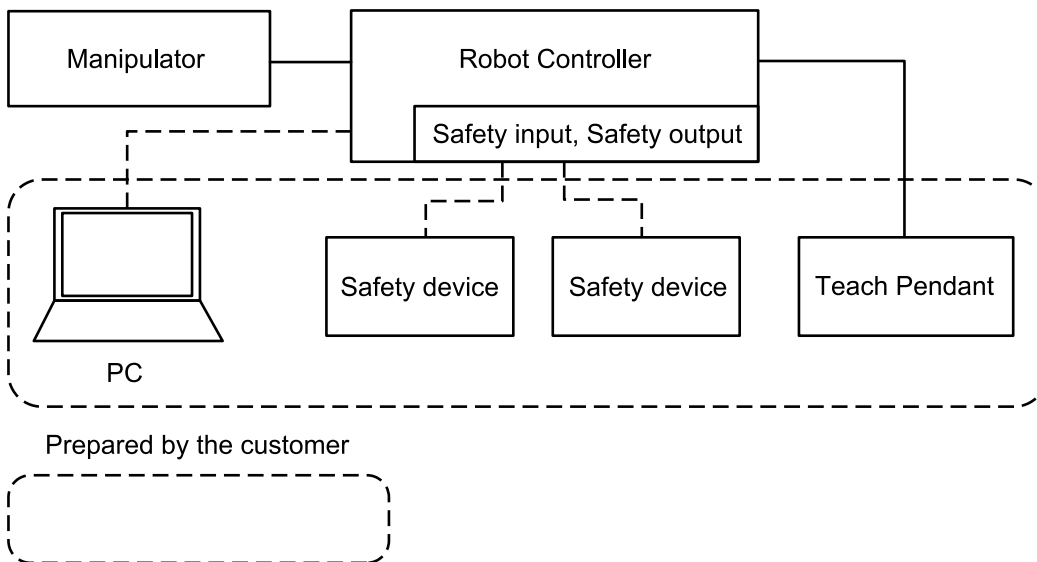 Manipulator
Robot Controller
Safety input, Safety output
Safety device
Safety device
Teach Pendant
PC
Prepared by the customer